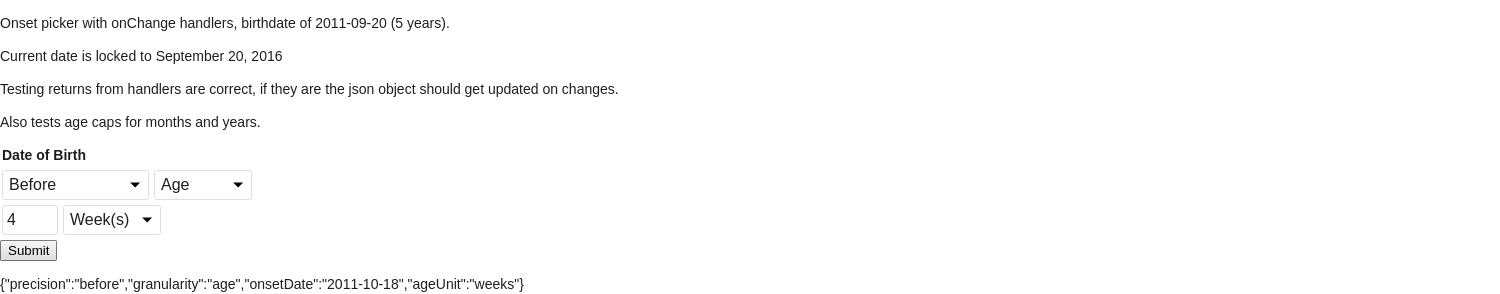 Onset picker with onChange handlers, birthdate of 2011-09-20 (5 years).
Current date is locked to September 20, 2016
Testing returns from handlers are correct, if they are the json object should get updated on changes.
Also tests age caps for months and years.
Date of Birth
Before Age
4 Week(s)
Submit
{"precision":"before","granularity":"age","onsetDate":"2011-10-18","ageUnit":"weeks"}